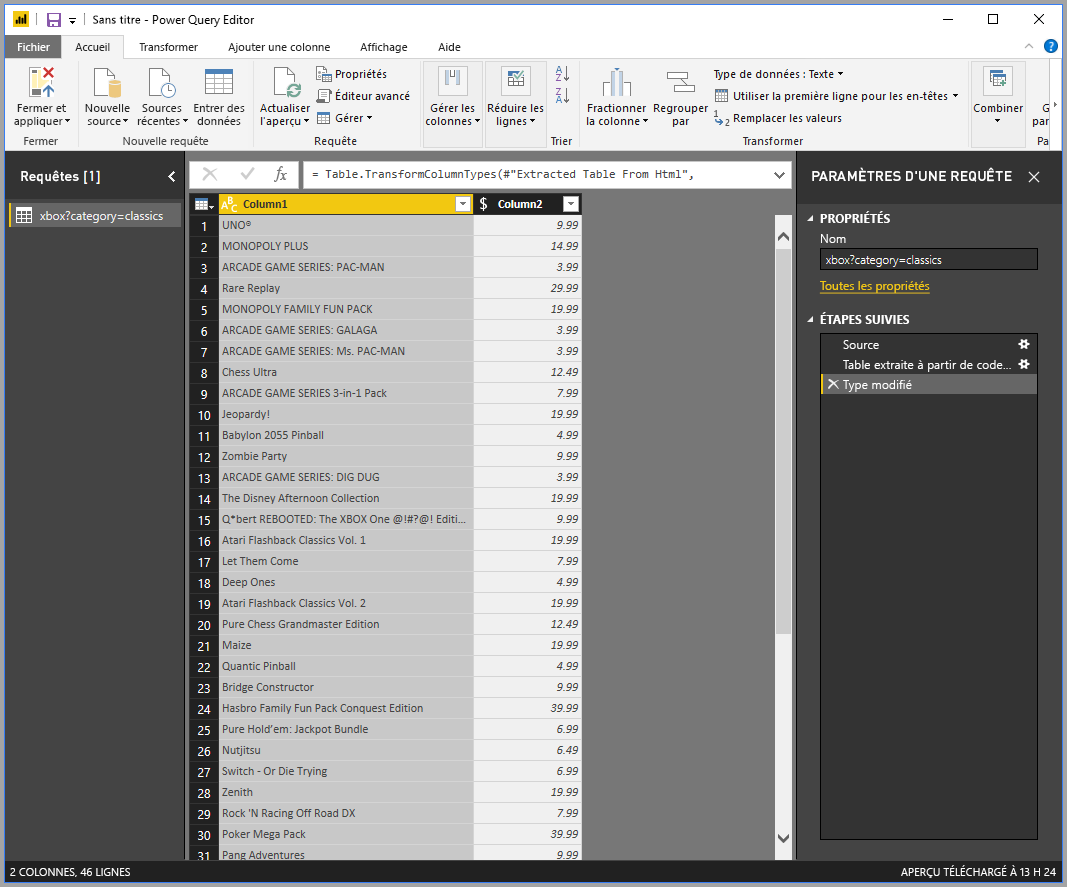 Sans titre - Power Query Editor
Fichier Accueil Transformer Ajouter une colonne Affichage Aide
Fermer et appliquer
Nouvelle source
Sources récentes
Entrer des données
Actualiser l'aperçu
Propriétés
Éditeur avancé
Gérer
Gérer les colonnes
Réduire les lignes
Fractionner la colonne
Regrouper par
Type de données : Texte
Utiliser la première ligne pour les en-têtes
Remplacer les valeurs
Combiner
G
par
Fermer Nouvelle requête Requête Trier Transformer Pa
Requêtes [1]
xbox?category=classics
fx = Table.TransformColumnTypes(#"Extracted Table From Html",
ABC Column1 $ Column2
1 UNO® 9.99
2 MONOPOLY PLUS 14.99
3 ARCADE GAME SERIES: PAC-MAN 3.99
4 Rare Replay 29.99
5 MONOPOLY FAMILY FUN PACK 19.99
6 ARCADE GAME SERIES: GALAGA 3.99
7 ARCADE GAME SERIES: Ms. PAC-MAN 3.99
8 Chess Ultra 12.49
9 ARCADE GAME SERIES 3-in-1 Pack 7.99
10 Jeopardy! 19.99
11 Babylon 2055 Pinball 4.99
12 Zombie Party 9.99
13 ARCADE GAME SERIES: DIG DUG 3.99
14 The Disney Afternoon Collection 19.99
15 Q*bert REBOOTED: The XBOX One @!#?@! Editi... 9.99
16 Atari Flashback Classics Vol. 1 19.99
17 Let Them Come 7.99
18 Deep Ones 4.99
19 Atari Flashback Classics Vol. 2 19.99
20 Pure Chess Grandmaster Edition 12.49
21 Maize 19.99
22 Quantic Pinball 4.99
23 Bridge Constructor 9.99
24 Hasbro Family Fun Pack Conquest Edition 39.99
25 Pure Hold'em: Jackpot Bundle 6.99
26 Nutjitsu 6.49
27 Switch - Or Die Trying 6.99
28 Zenith 19.99
29 Rock 'N Racing Off Road DX 7.99
30 Poker Mega Pack 39.99
31 Pang Adventures 9.99
PARAMÈTRES D'UNE REQUÊTE
PROPRIÉTÉS
Nom
xbox?category=classics
Toutes les propriétés
ÉTAPES SUIVIES
Source
Table extraite à partir de code...
Type modifié
2 COLONNES, 46 LIGNES
APERÇU TÉLÉCHARGÉ À 13 H 24